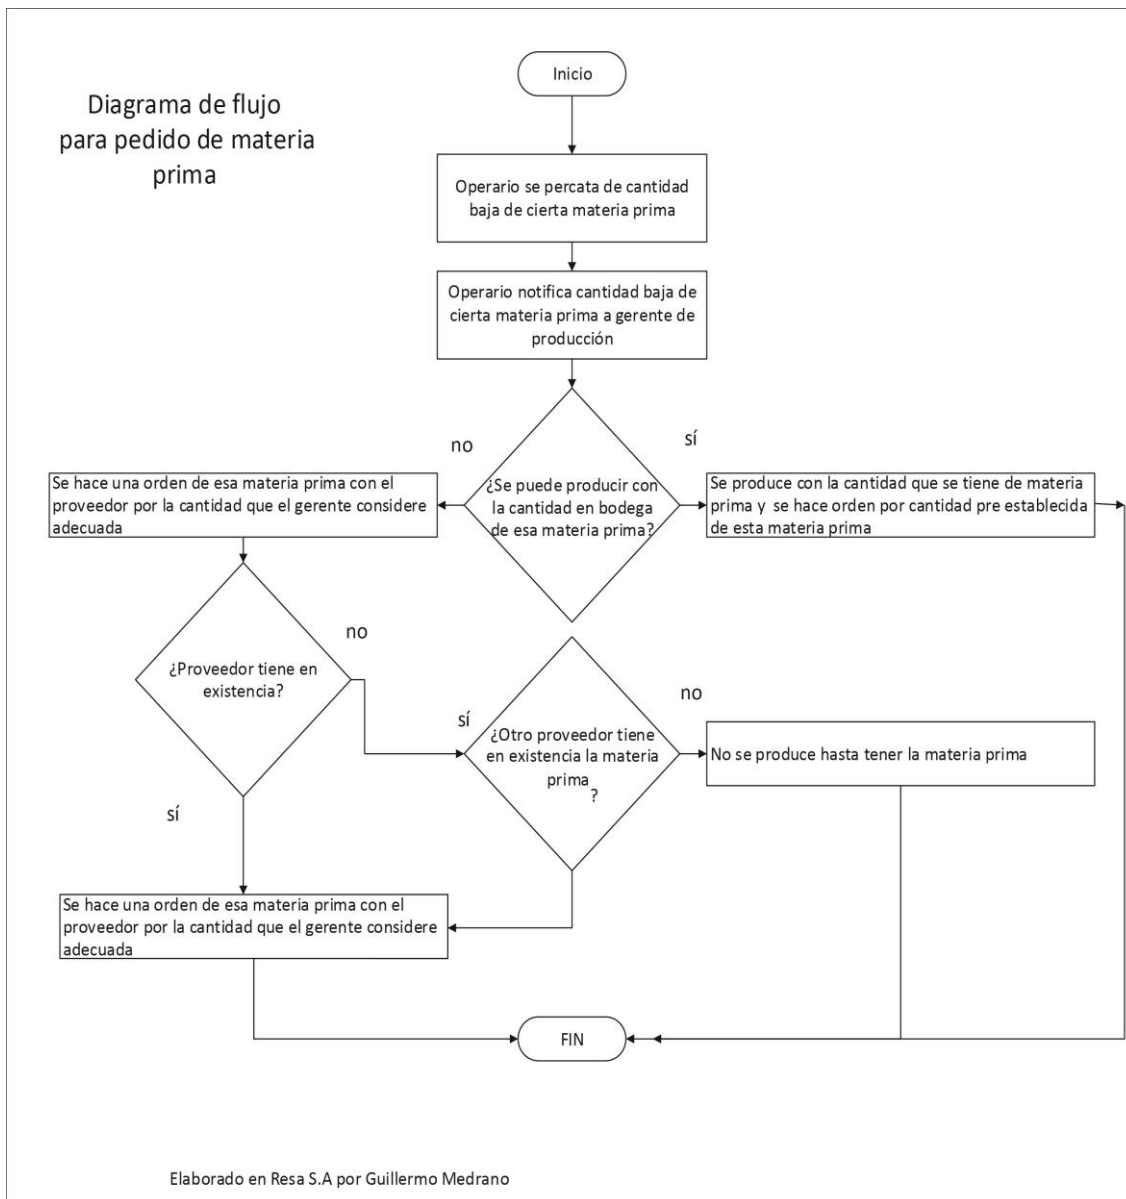 Inicio
Diagrama de flujo
para pedido de materia
prima
Operario se percata de cantidad
baja de cierta materia prima
Operario notifica cantidad baja de
cierta materia prima a gerente de
producción
no
sí
Se hace una orden de esa materia prima con el
proveedor por la cantidad que el gerente considere
adecuada
¿Se puede producir con
la cantidad en bodega
de esa materia prima?
Se produce con la cantidad que se tiene de materia
prima y se hace orden por cantidad pre establecida
de esta materia prima
no
¿Proveedor tiene en
existencia?
sí
no
¿Otro proveedor tiene
en existencia la materia
prima
?
No se produce hasta tener la materia prima
sí
Se hace una orden de esa materia prima con el
proveedor por la cantidad que el gerente considere
adecuada
FIN
Elaborado en Resa S.A por Guillermo Medrano